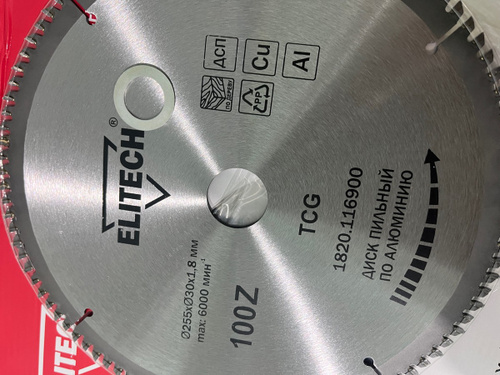 ELITECH®
ДСП
Cu
Al
ПО ДЕРЕВУ
PP
Ø255xØ30x1,8 мм
max: 6000 мин⁻¹
100Z
TCG
1820.116900
ДИСК ПИЛЬНЫЙ
ПО АЛЮМИНИЮ
ELITECH